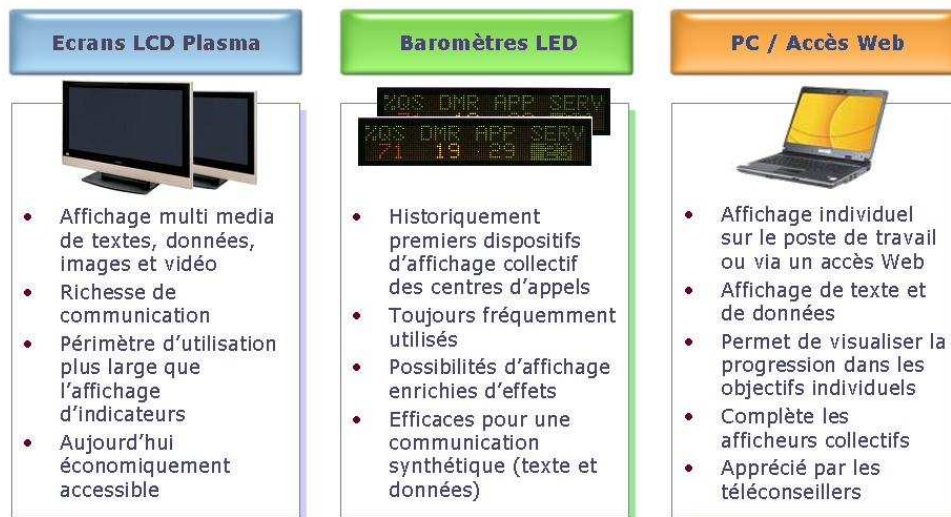 Ecrans LCD Plasma
• Affichage multi media
de textes, données,
images et vidéo
• Richesse de
communication
• Périmètre d'utilisation
plus large que
l'affichage
d'indicateurs
• Aujourd'hui
économiquement
accessible
Baromètres LED
%QS DMR APP SERV
%QS DMR APP SERV
71 19 29
• Historiquement
premiers dispositifs
d'affichage collectif
des centres d'appels
• Toujours fréquemment
utilisés
• Possibilités d'affichage
enrichies d'effets
• Efficaces pour une
communication
synthétique (texte et
données)
PC / Accès Web
• Affichage individuel
sur le poste de travail
ou via un accès Web
• Affichage de texte et
de données
• Permet de visualiser la
progression dans les
objectifs individuels
• Complète les
afficheurs collectifs
• Apprécié par les
téléconseillers